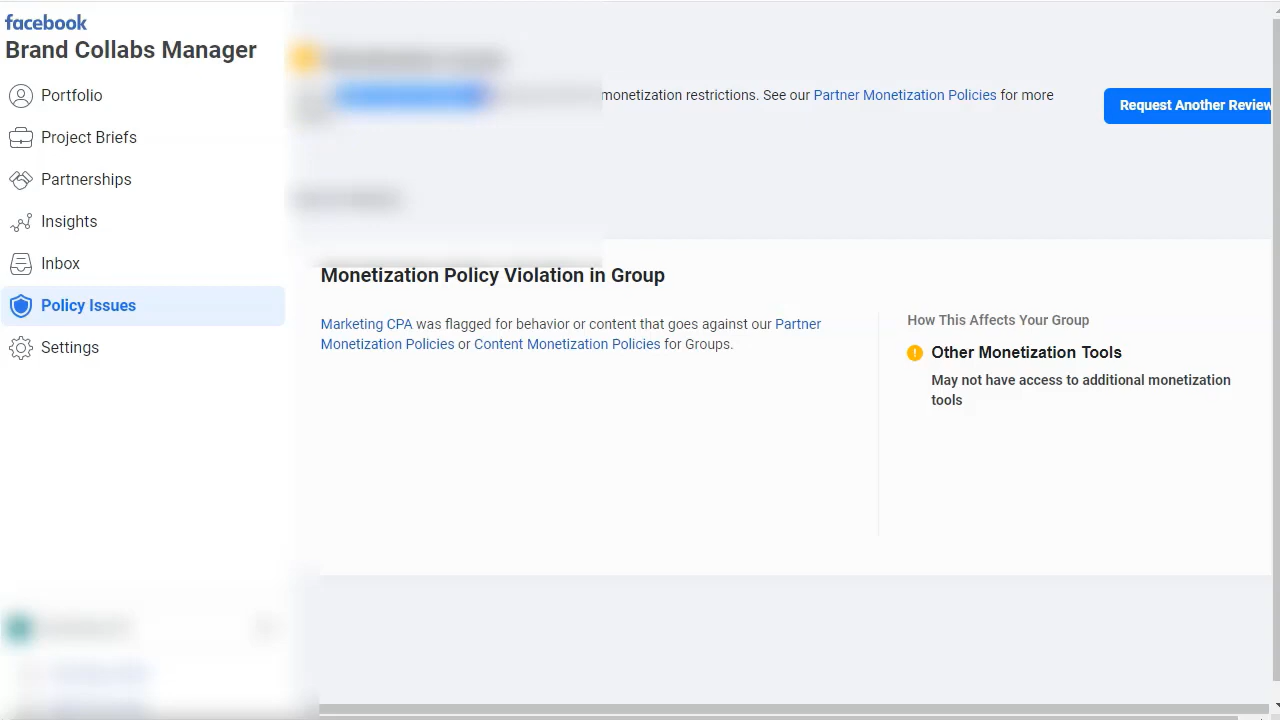 facebook
Brand Collabs Manager
Portfolio
Project Briefs
Partnerships
Insights
Inbox
Policy Issues
Settings
monetization restrictions. See our Partner Monetization Policies for more
Request Another Review
Monetization Policy Violation in Group
Marketing CPA was flagged for behavior or content that goes against our Partner
Monetization Policies or Content Monetization Policies for Groups.
How This Affects Your Group
Other Monetization Tools
May not have access to additional monetization
tools